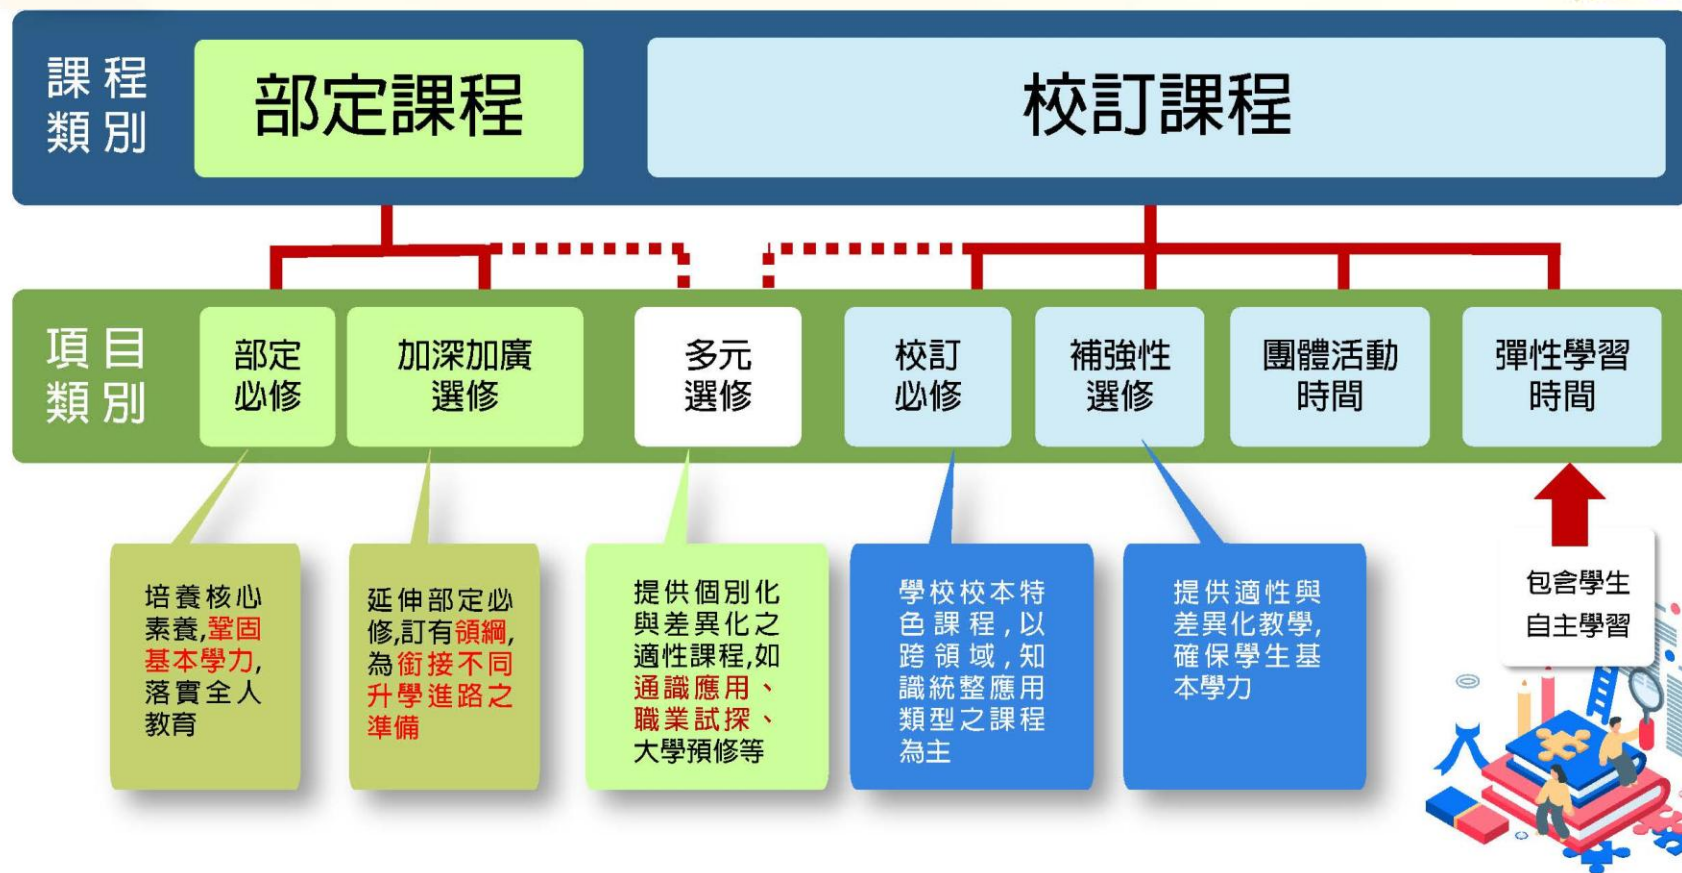 課程
類別
部定課程
校訂課程
項目
類別
部定
必修
加深加廣
選修
多元
選修
校訂
必修
補強性
選修
團體活動
時間
彈性學習
時間
培養核心
素養,鞏固
基本學力,
落實全人
教育
延伸部定必
修,訂有領綱,
為銜接不同
升學進路之
準備
提供個別化
與差異化之
適性課程,如
通識應用、
職業試探、
大學預修等
學校校本特
色課程,以
跨領域,知
識統整應用
類型之課程
為主
提供適性與
差異化教學,
確保學生基
本學力
包含學生
自主學習